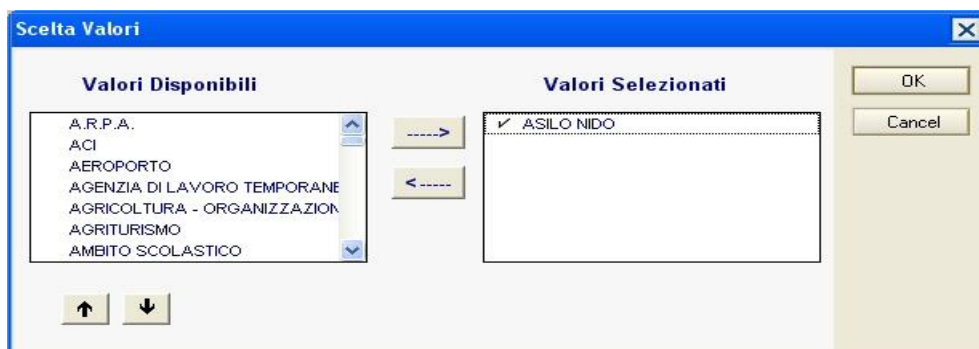 Scelta Valori
Valori Disponibili
A.R.P.A.
ACI
AEROPORTO
AGENZIA DI LAVORO TEMPORANE
AGRICOLTURA - ORGANIZZAZION
AGRITURISMO
AMBITO SCOLASTICO
----->
<-----
Valori Selezionati
✓ ASILO NIDO
OK
Cancel